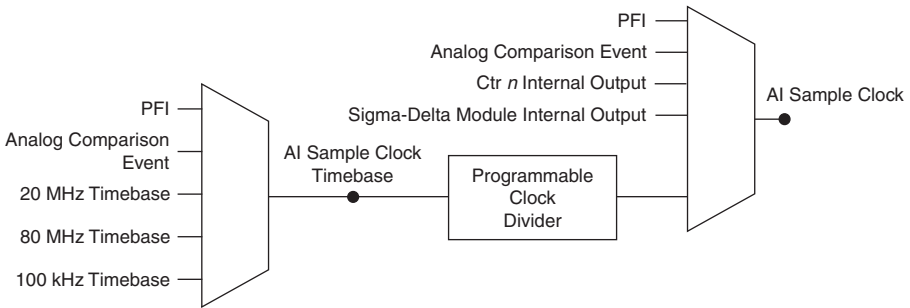 PFI
Analog Comparison Event
Ctr n Internal Output
Sigma-Delta Module Internal Output
AI Sample Clock
PFI
Analog Comparison
Event
20 MHz Timebase
80 MHz Timebase
100 kHz Timebase
AI Sample Clock
Timebase
Programmable
Clock
Divider